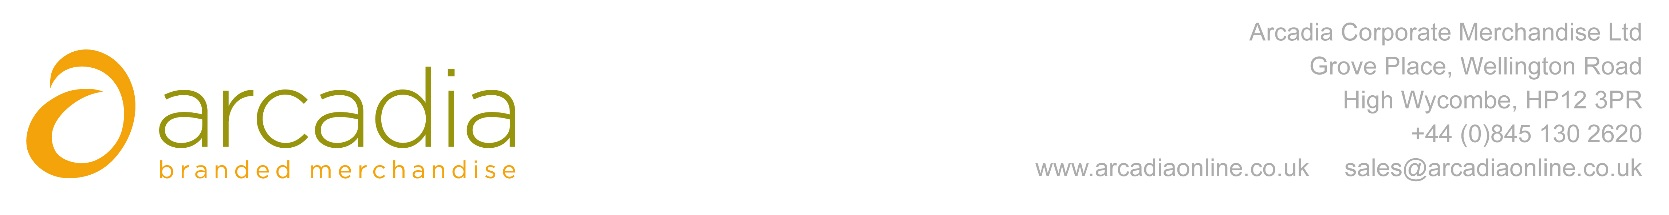 arcadia
branded merchandise
Arcadia Corporate Merchandise Ltd
Grove Place, Wellington Road
High Wycombe, HP12 3PR
+44 (0)845 130 2620
www.arcadiaonline.co.uk sales@arcadiaonline.co.uk